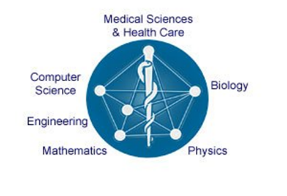 Medical Sciences
& Health Care
Computer
Science
Biology
Engineering
Mathematics
Physics